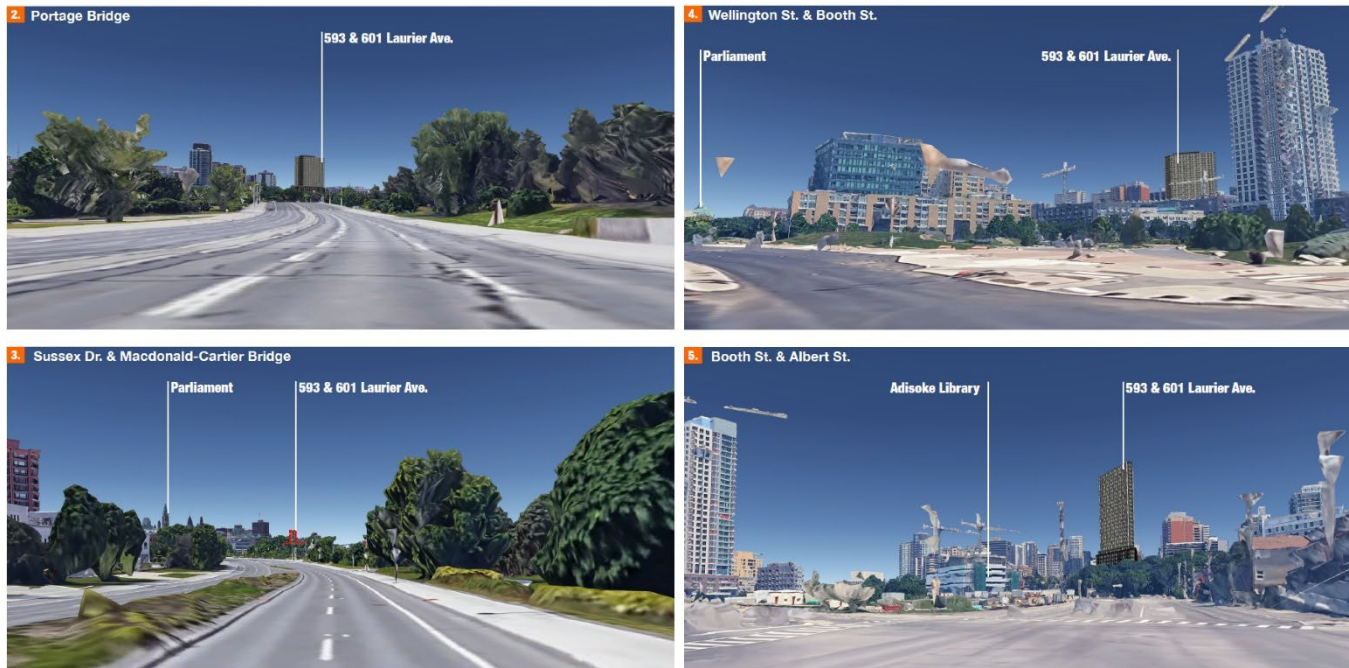 2. Portage Bridge
593 & 601 Laurier Ave.
4. Wellington St. & Booth St.
Parliament
593 & 601 Laurier Ave.
3. Sussex Dr. & Macdonald-Cartier Bridge
Parliament
593 & 601 Laurier Ave.
5. Booth St. & Albert St.
Adisoke Library
593 & 601 Laurier Ave.